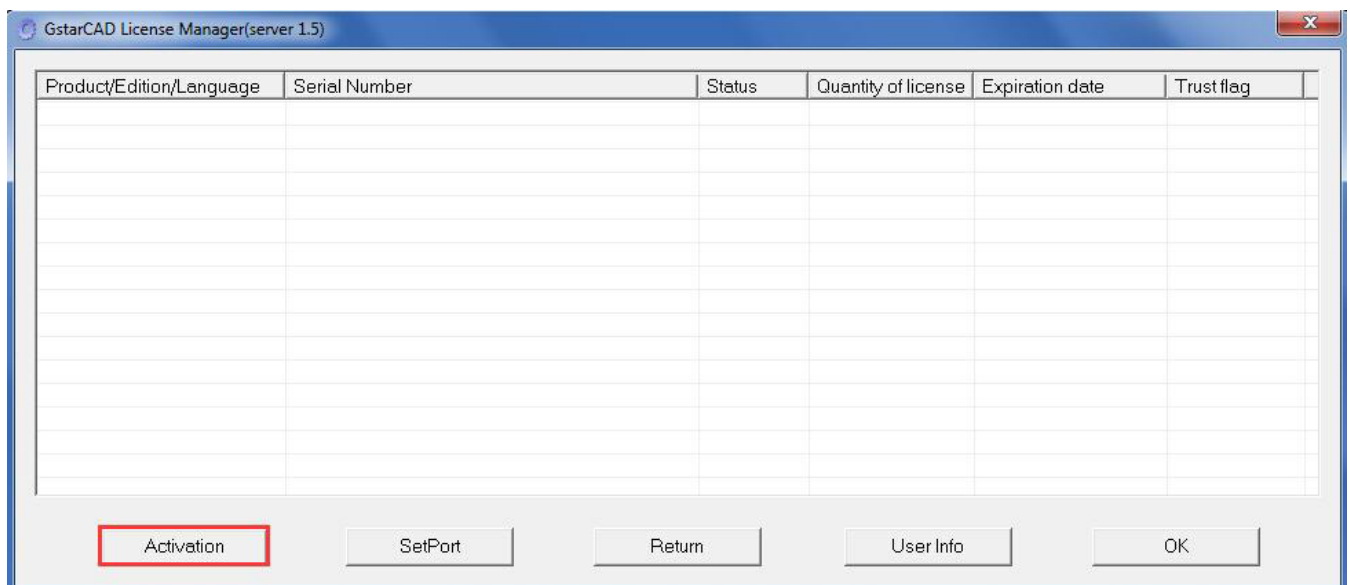 GstarCAD License Manager(server 1.5)
Product/Edition/Language Serial Number Status Quantity of license Expiration date Trust flag
Activation SetPort Return User Info OK